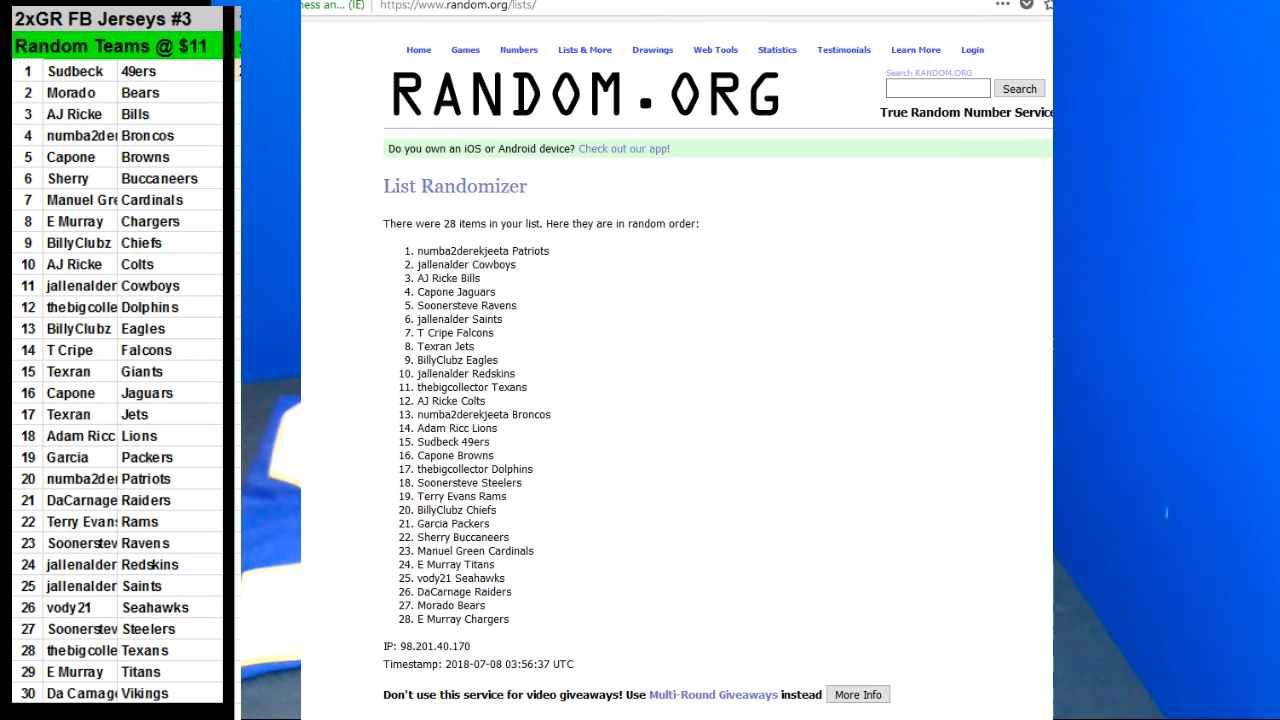 2xGR FB Jerseys #3
Random Teams @ $11
1 Sudbeck 49ers
2 Morado Bears
3 AJ Ricke Bills
4 numba2der Broncos
5 Capone Browns
6 Sherry Buccaneers
7 Manuel Gre Cardinals
8 E Murray Chargers
9 BillyClubz Chiefs
10 AJ Ricke Colts
11 jallenalder Cowboys
12 thebigcolle Dolphins
13 BillyClubz Eagles
14 T Cripe Falcons
15 Texran Giants
16 Capone Jaguars
17 Texran Jets
18 Adam Ricc Lions
19 Garcia Packers
20 numba2der Patriots
21 DaCarnage Raiders
22 Terry Evans Rams
23 Soonerstev Ravens
24 jallenalder Redskins
25 jallenalder Saints
26 vody21 Seahawks
27 Soonerstev Steelers
28 thebigcolle Texans
29 E Murray Titans
30 Da Carnag Vikings
ness an... (IE) https://www.random.org/lists/
Home Games Numbers Lists & More Drawings Web Tools Statistics Testimonials Learn More Login
RANDOM.ORG
Search RANDOM.ORG
Search
True Random Number Service
Do you own an iOS or Android device? Check out our app!
List Randomizer
There were 28 items in your list. Here they are in random order:
1. numba2derekjeeta Patriots
2. jallenalder Cowboys
3. AJ Ricke Bills
4. Capone Jaguars
5. Soonersteve Ravens
6. jallenalder Saints
7. T Cripe Falcons
8. Texran Jets
9. BillyClubz Eagles
10. jallenalder Redskins
11. thebigcollector Texans
12. AJ Ricke Colts
13. numba2derekjeeta Broncos
14. Adam Ricc Lions
15. Sudbeck 49ers
16. Capone Browns
17. thebigcollector Dolphins
18. Soonersteve Steelers
19. Terry Evans Rams
20. BillyClubz Chiefs
21. Garcia Packers
22. Sherry Buccaneers
23. Manuel Green Cardinals
24. E Murray Titans
25. vody21 Seahawks
26. DaCarnage Raiders
27. Morado Bears
28. E Murray Chargers
IP: 98.201.40.170
Timestamp: 2018-07-08 03:56:37 UTC
Don't use this service for video giveaways! Use Multi-Round Giveaways instead More Info